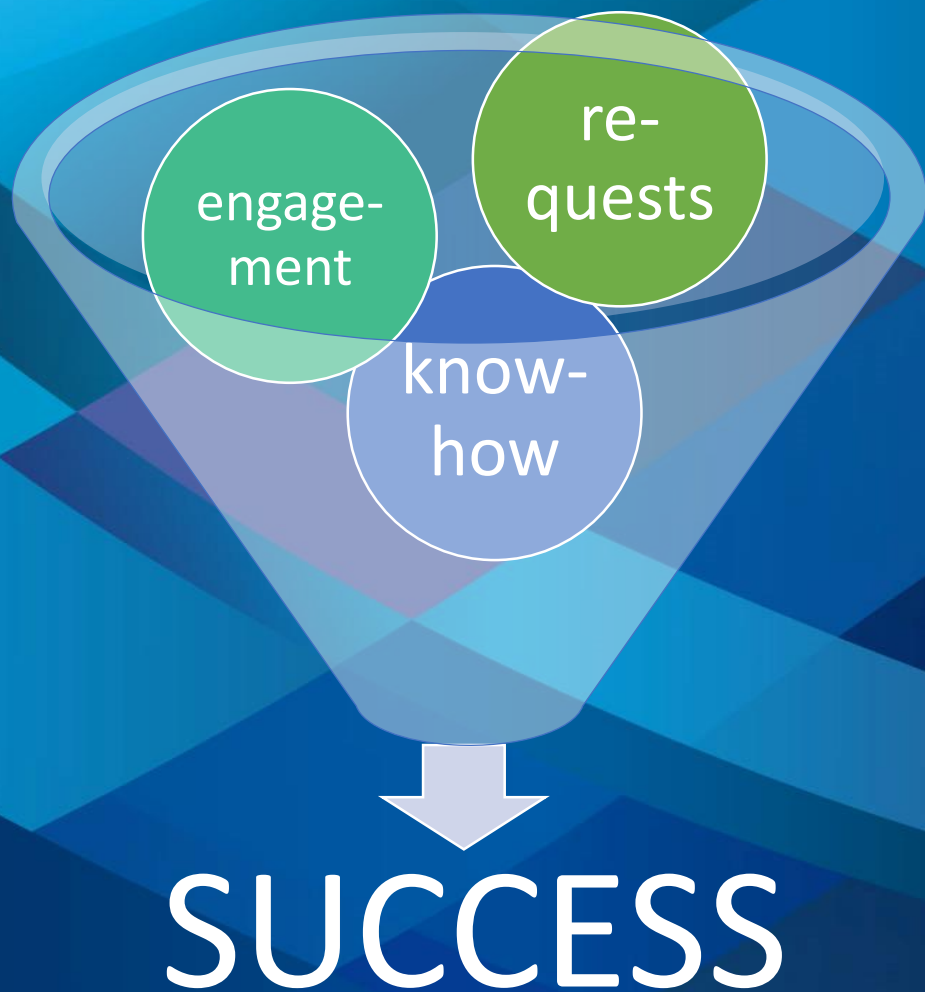 re-
quests
engage-
ment
know-
how
SUCCESS